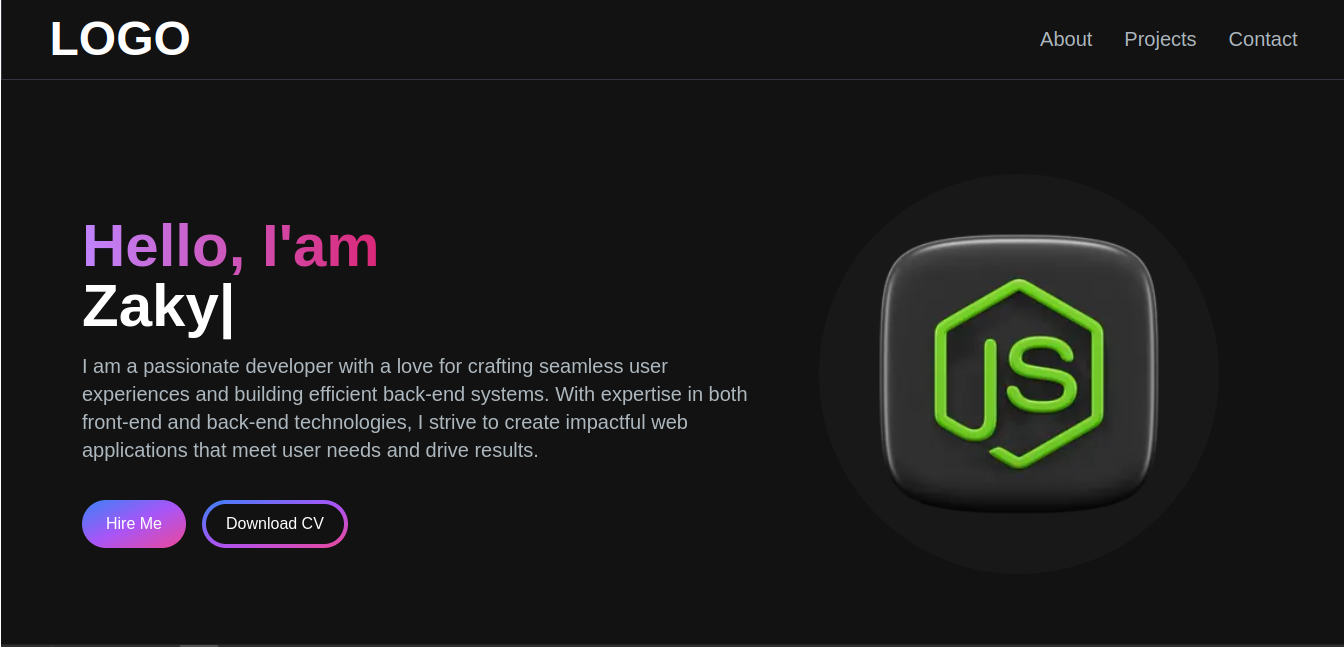 LOGO
About Projects Contact
Hello, I'am
Zaky|
I am a passionate developer with a love for crafting seamless user
experiences and building efficient back-end systems. With expertise in both
front-end and back-end technologies, I strive to create impactful web
applications that meet user needs and drive results.
JS
Hire Me Download CV